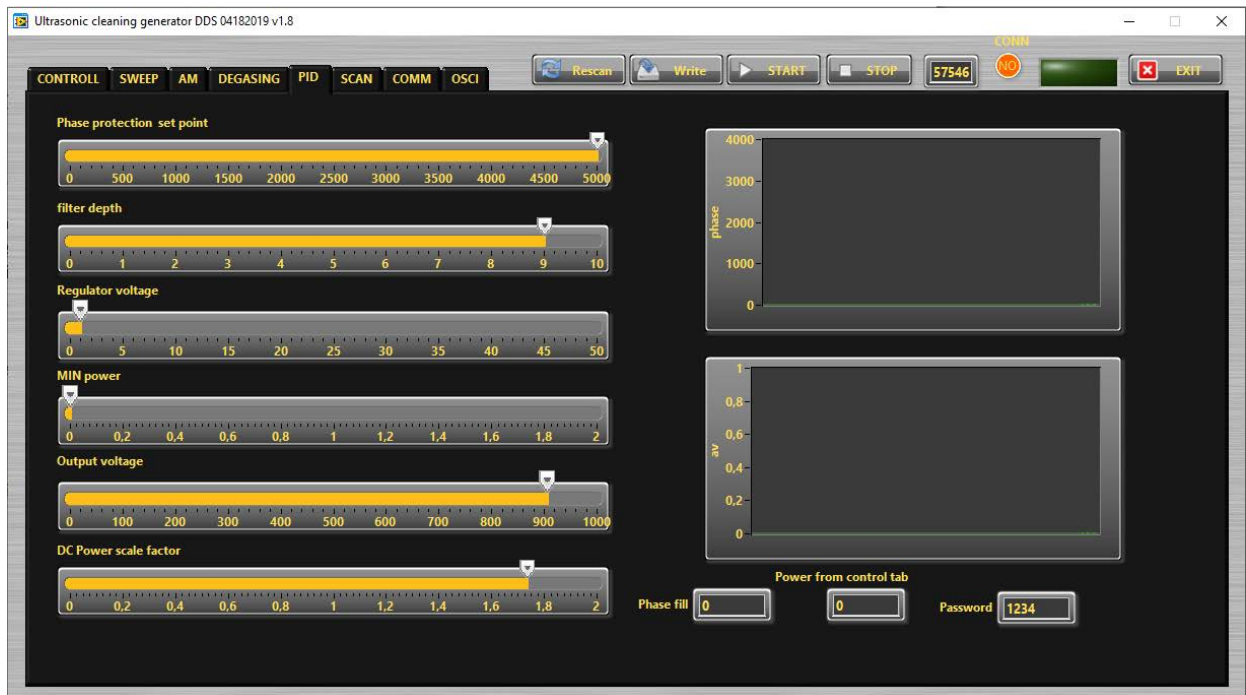 Ultrasonic cleaning generator DDS 04182019 v1.8
CONN
CONTROLL SWEEP AM DEGASING PID SCAN COMM OSCI Rescan Write START STOP 57546 NO EXIT
Phase protection set point
0 500 1000 1500 2000 2500 3000 3500 4000 4500 5000
filter depth
0 1 2 3 4 5 6 7 8 9 10
Regulator voltage
0 5 10 15 20 25 30 35 40 45 50
MIN power
0 0,2 0,4 0,6 0,8 1 1,2 1,4 1,6 1,8 2
Output voltage
0 100 200 300 400 500 600 700 800 900 1000
DC Power scale factor
0 0,2 0,4 0,6 0,8 1 1,2 1,4 1,6 1,8 2
4000
3000
2000
1000
0
phase
1
0,8
0,6
0,4
0,2
0
av
Power from control tab
Phase fill 0 0 Password 1234